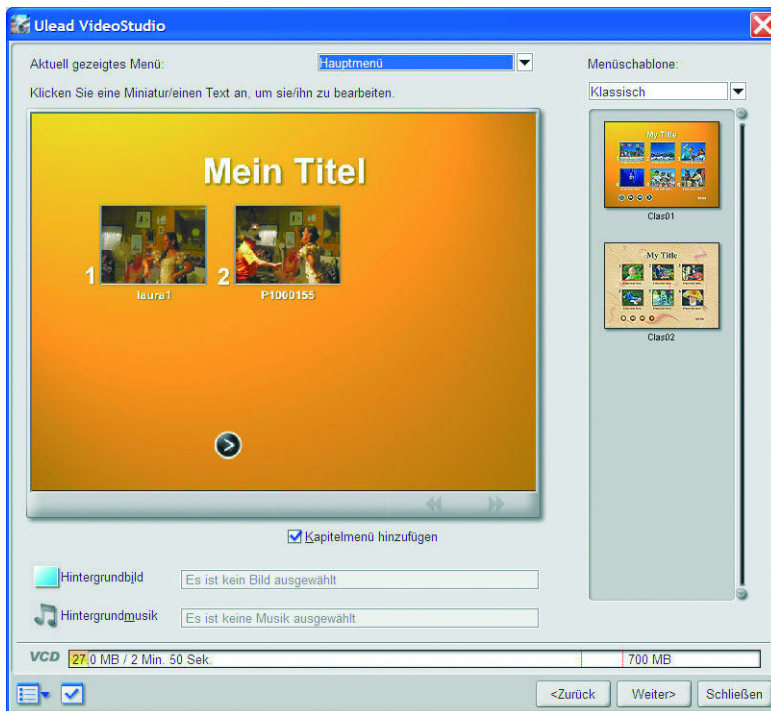 Ulead VideoStudio
Aktuell gezeigtes Menü:
Hauptmenü
Menüschablone:
Klicken Sie eine Miniatur/einen Text an, um sie/ihn zu bearbeiten.
Klassisch
Mein Titel
1
laura1
2
P1000155
My Title
Clas01
My Title
Clas02
Kapitelmenü hinzufügen
Hintergrundbild
Es ist kein Bild ausgewählt
Hintergrundmusik
Es ist keine Musik ausgewählt
VCD
27,0 MB / 2 Min. 50 Sek.
700 MB
<Zurück
Weiter>
Schließen